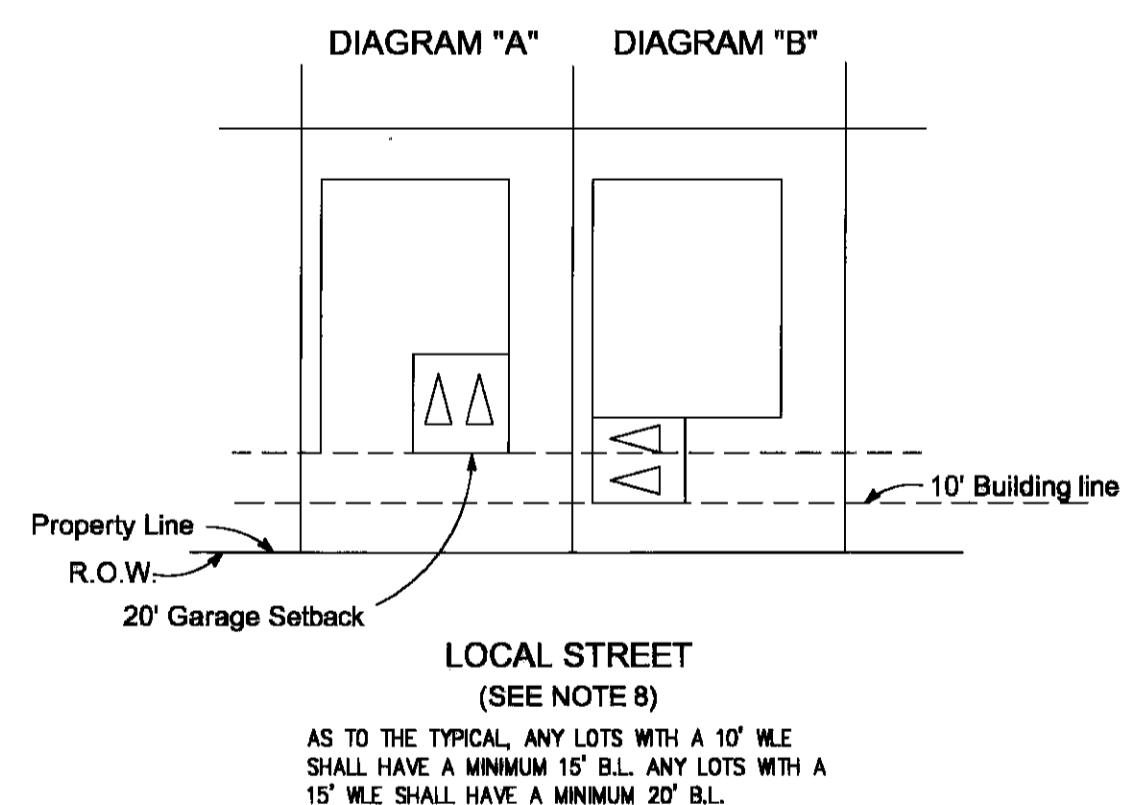 DIAGRAM "A" DIAGRAM "B"
10' Building line
Property Line
R.O.W.
20' Garage Setback
LOCAL STREET
(SEE NOTE 8)
AS TO THE TYPICAL, ANY LOTS WITH A 10' WLE
SHALL HAVE A MINIMUM 15' B.L. ANY LOTS WITH A
15' WLE SHALL HAVE A MINIMUM 20' B.L.